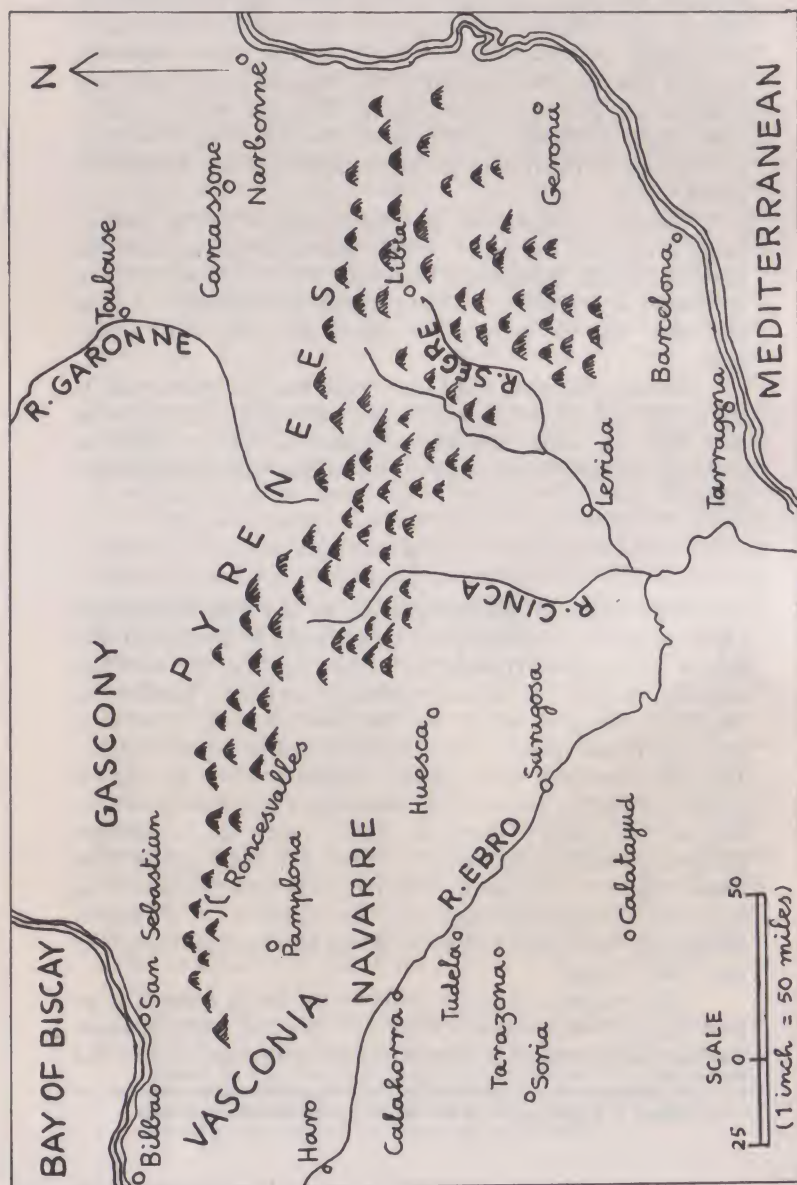 BAY OF BISCAY
GASCONY
N
Bilbao
San Sebastian
R. GARONNE
Toulouse
Carcassone
Narbonne
VASCONIA
PYRENEES
Roncesvalles
Pamplona
NAVARRE
Haro
Calahorra
Tudela
Tarazona
Soria
R. EBRO
Huesca
Saragosa
Calatayud
R. CINCA
R. SEGRE
Libia
Gerona
Lerida
Barcelona
Tarragona
MEDITERRANEAN
SCALE
25 0 50
(1 inch = 50 miles)